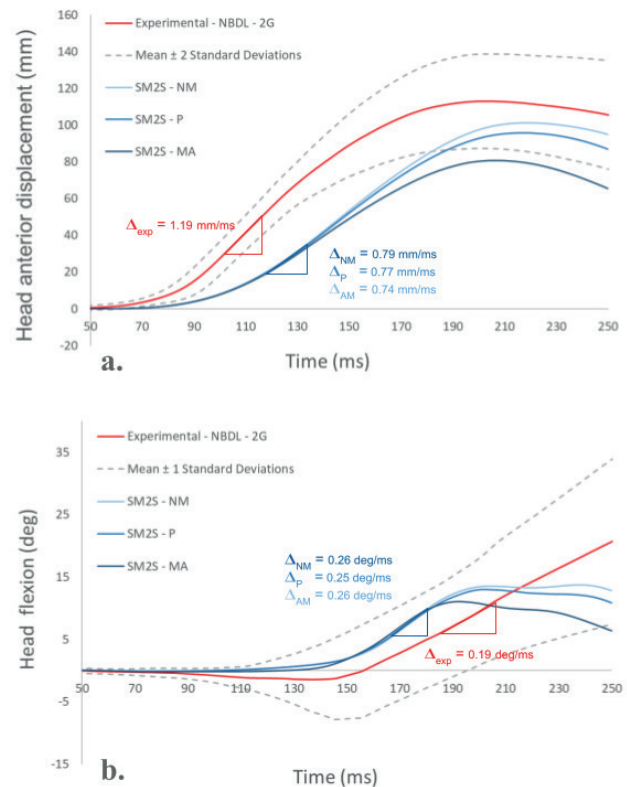 a.
Head anterior displacement (mm)
160
140
120
100
80
60
40
20
0
-20
Experimental - NBDL - 2G
Mean ± 2 Standard Deviations
SM2S - NM
SM2S - P
SM2S - MA
Δexp = 1.19 mm/ms
ΔNM = 0.79 mm/ms
ΔP = 0.77 mm/ms
ΔAM = 0.74 mm/ms
50 70 90 110 130 150 170 190 210 230 250
Time (ms)
b.
Head flexion (deg)
35
25
15
5
-5
-15
Experimental - NBDL - 2G
Mean ± 1 Standard Deviations
SM2S - NM
SM2S - P
SM2S - MA
ΔNM = 0.26 deg/ms
ΔP = 0.25 deg/ms
ΔAM = 0.26 deg/ms
Δexp = 0.19 deg/ms
50 70 90 110 130 150 170 190 210 230 250
Time (ms)